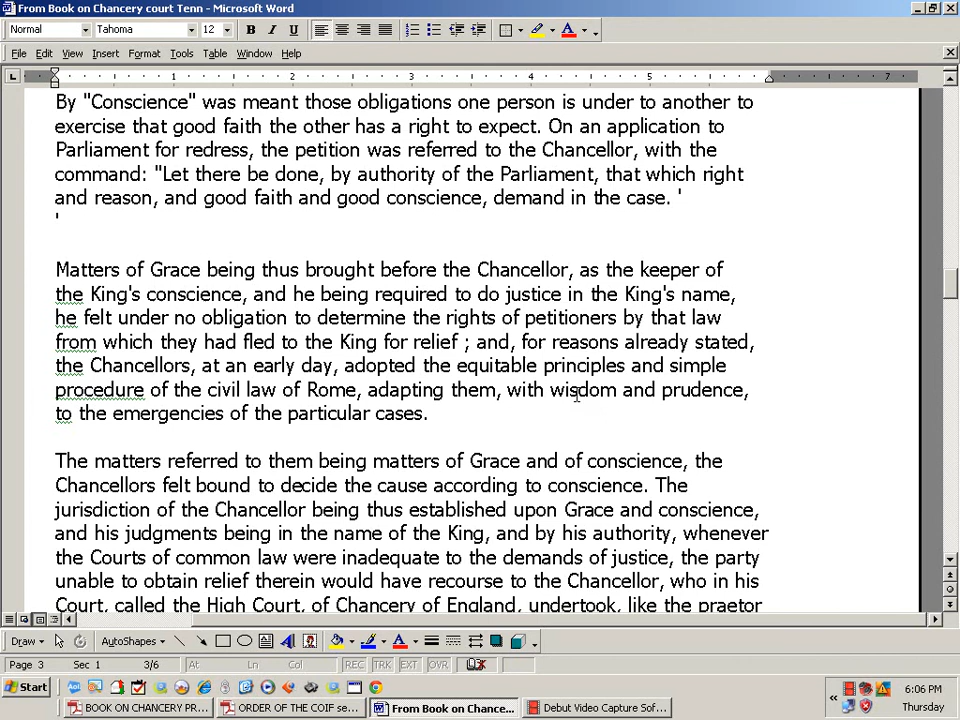 From Book on Chancery court Tenn - Microsoft Word
Normal Tahoma 12 B I U
File Edit View Insert Format Tools Table Window Help
1 2 3 4 5 7
By "Conscience" was meant those obligations one person is under to another to
exercise that good faith the other has a right to expect. On an application to
Parliament for redress, the petition was referred to the Chancellor, with the
command: "Let there be done, by authority of the Parliament, that which right
and reason, and good faith and good conscience, demand in the case. '
'
Matters of Grace being thus brought before the Chancellor, as the keeper of
the King's conscience, and he being required to do justice in the King's name,
he felt under no obligation to determine the rights of petitioners by that law
from which they had fled to the King for relief ; and, for reasons already stated,
the Chancellors, at an early day, adopted the equitable principles and simple
procedure of the civil law of Rome, adapting them, with wisdom and prudence,
to the emergencies of the particular cases.
The matters referred to them being matters of Grace and of conscience, the
Chancellors felt bound to decide the cause according to conscience. The
jurisdiction of the Chancellor being thus established upon Grace and conscience,
and his judgments being in the name of the King, and by his authority, whenever
the Courts of common law were inadequate to the demands of justice, the party
unable to obtain relief therein would have recourse to the Chancellor, who in his
Court, called the High Court, of Chancery of England, undertook, like the praetor
Draw AutoShapes
Page 3 Sec 1 3/6 At Ln Col REC TRK EXT OVR
Start 6:06 PM
BOOK ON CHANCERY PR... ORDER OF THE COIF se... From Book on Chance... Debut Video Capture Sof... Thursday